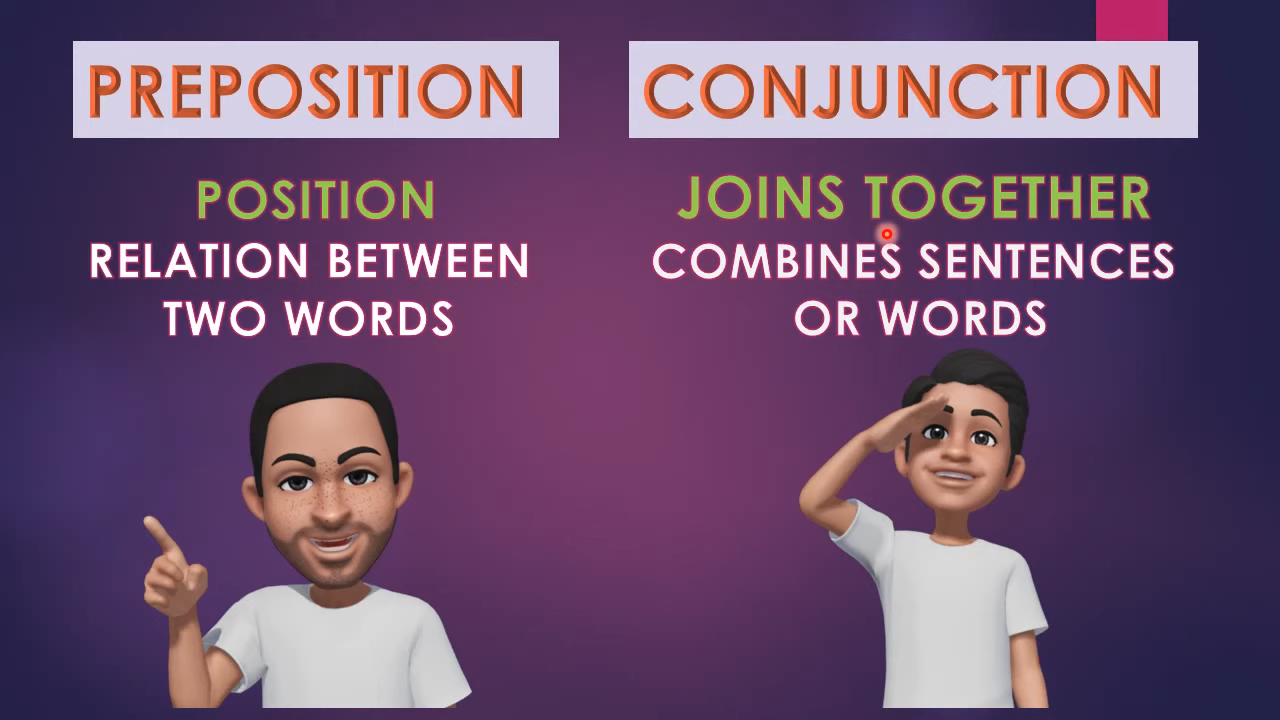 PREPOSITION
POSITION
RELATION BETWEEN
TWO WORDS
CONJUNCTION
JOINS TOGETHER
COMBINES SENTENCES
OR WORDS